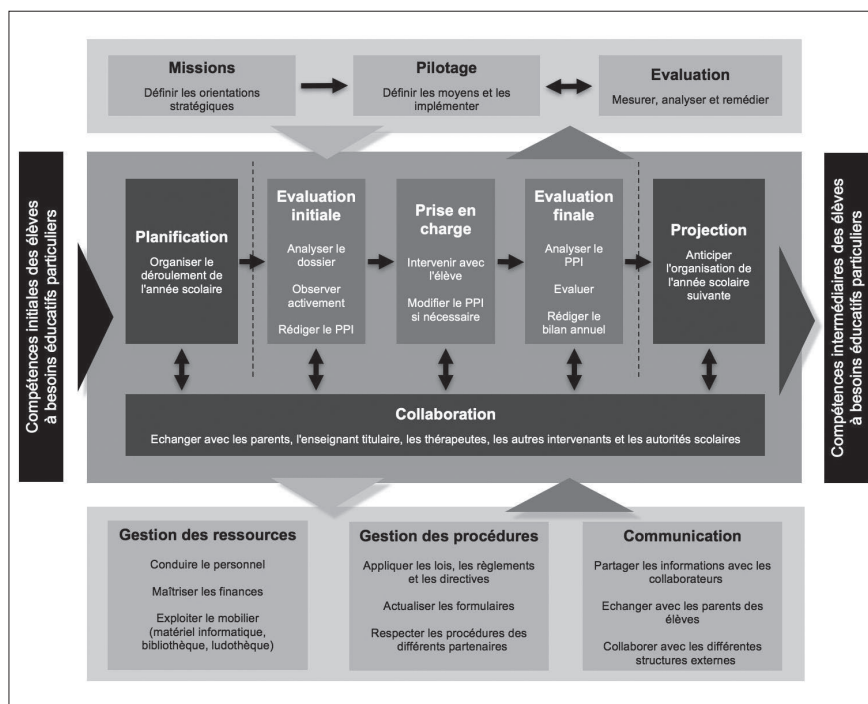 Missions
Définir les orientations
stratégiques
Pilotage
Définir les moyens et les
implémenter
Evaluation
Mesurer, analyser et remédier
Compétences initiales des élèves
à besoins éducatifs particuliers
Planification
Organiser le
déroulement de
l'année scolaire
Evaluation
initiale
Analyser le
dossier
Observer
activement
Rédiger le PPI
Prise en
charge
Intervenir avec
l'élève
Modifier le PPI
si nécessaire
Evaluation
finale
Analyser le
PPI
Evaluer
Rédiger le
bilan annuel
Projection
Anticiper
l'organisation de
l'année scolaire
suivante
Compétences intermédiaires des élèves
à besoins éducatifs particuliers
Collaboration
Echanger avec les parents, l'enseignant titulaire, les thérapeutes, les autres intervenants et les autorités scolaires
Gestion des ressources
Conduire le personnel
Maîtriser les finances
Exploiter le mobilier
(matériel informatique,
bibliothèque, ludothèque)
Gestion des procédures
Appliquer les lois, les règlements
et les directives
Actualiser les formulaires
Respecter les procédures des
différents partenaires
Communication
Partager les informations avec les
collaborateurs
Echanger avec les parents des
élèves
Collaborer avec les différentes
structures externes